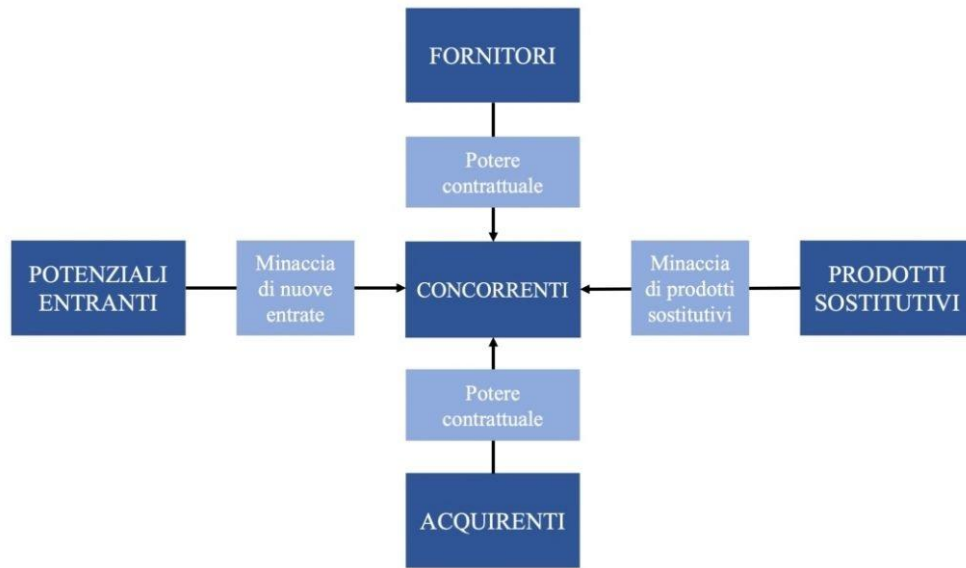 FORNITORI
Potere
contrattuale
POTENZIALI
ENTRANTI
Minaccia
di nuove
entrate
CONCORRENTI
Minaccia
di prodotti
sostitutivi
PRODOTTI
SOSTITUTIVI
Potere
contrattuale
ACQUIRENTI